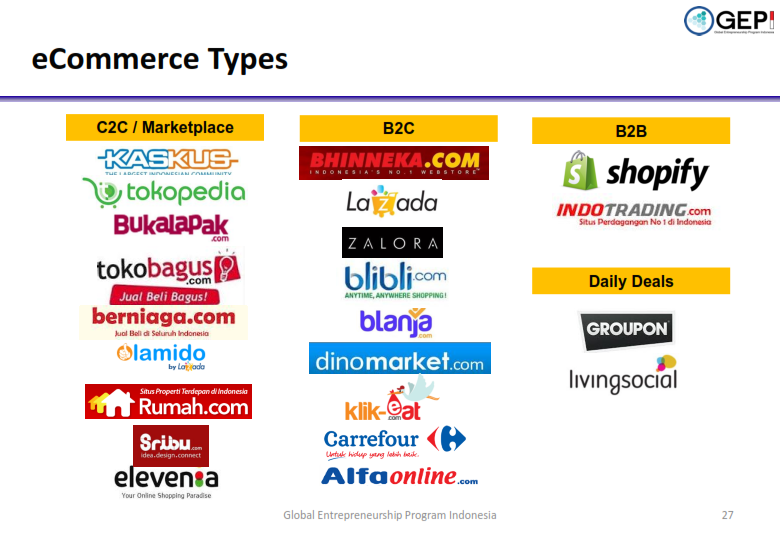 GEPI
Global Entrepreneurship Program Indonesia
eCommerce Types
C2C / Marketplace
KASKUS
THE LARGEST INDONESIAN COMMUNITY
tokopedia
BUKALAPAK
.com
tokobagus
.com
Jual Beli Bagus!
berniaga.com
Jual Beli di Seluruh Indonesia
lamido
by Lazada
Situs Properti Terdepan di Indonesia
Rumah.com
Sribu.com
idea.design.connect
elevenia
Your Online Shopping Paradise
B2C
BHINNEKA.COM
INDONESIA'S NO.1 WEBSTORE
Lazada
ZALORA
blibli.com
ANYTIME, ANYWHERE SHOPPING!
blanja
.com
dinomarket.com
klik-eat
.com
Carrefour
Untuk hidup yang lebih baik.
Alfaonline.com
B2B
shopify
INDOTRADING.com
Situs Perdagangan No 1 di Indonesia
Daily Deals
GROUPON
livingsocial
Global Entrepreneurship Program Indonesia
27